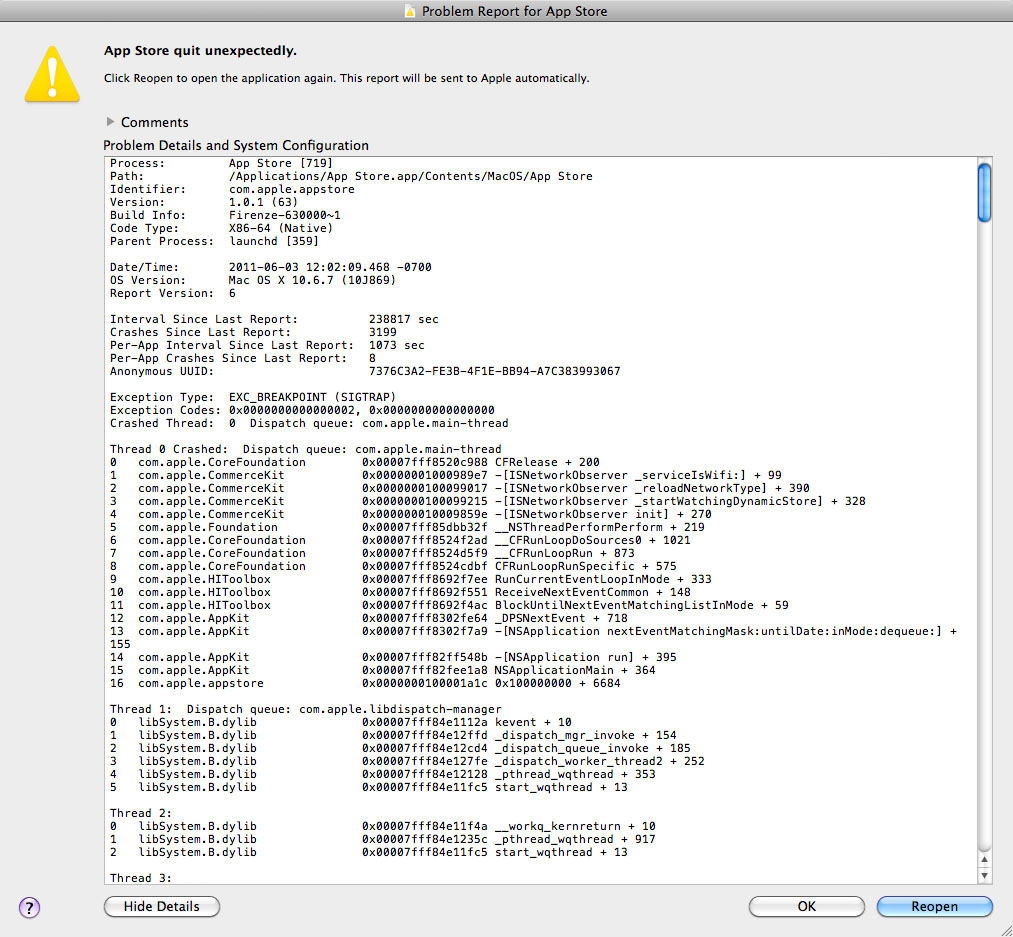 Problem Report for App Store
App Store quit unexpectedly.
Click Reopen to open the application again. This report will be sent to Apple automatically.
Comments
Problem Details and System Configuration
Process:         App Store [719]
Path:            /Applications/App Store.app/Contents/MacOS/App Store
Identifier:      com.apple.appstore
Version:         1.0.1 (63)
Build Info:      Firenze-630000~1
Code Type:       X86-64 (Native)
Parent Process:  launchd [359]
Date/Time:       2011-06-03 12:02:09.468 -0700
OS Version:      Mac OS X 10.6.7 (10J869)
Report Version:  6
Interval Since Last Report:          238817 sec
Crashes Since Last Report:           3199
Per-App Interval Since Last Report:  1073 sec
Per-App Crashes Since Last Report:   8
Anonymous UUID:                      7376C3A2-FE3B-4F1E-BB94-A7C383993067
Exception Type:  EXC_BREAKPOINT (SIGTRAP)
Exception Codes: 0x0000000000000002, 0x0000000000000000
Crashed Thread:  0  Dispatch queue: com.apple.main-thread
Thread 0 Crashed:  Dispatch queue: com.apple.main-thread
0   com.apple.CoreFoundation        0x00007fff8520c988 CFRelease + 200
1   com.apple.CommerceKit           0x00000001000989e7 -[ISNetworkObserver _serviceIsWifi:] + 99
2   com.apple.CommerceKit           0x0000000100099017 -[ISNetworkObserver _reloadNetworkType] + 390
3   com.apple.CommerceKit           0x0000000100099215 -[ISNetworkObserver _startWatchingDynamicStore] + 328
4   com.apple.CommerceKit           0x000000010009859e -[ISNetworkObserver init] + 270
5   com.apple.Foundation            0x00007fff85dbb32f __NSThreadPerformPerform + 219
6   com.apple.CoreFoundation        0x00007fff8524f2ad __CFRunLoopDoSources0 + 1021
7   com.apple.CoreFoundation        0x00007fff8524d5f9 __CFRunLoopRun + 873
8   com.apple.CoreFoundation        0x00007fff8524cdbf CFRunLoopRunSpecific + 575
9   com.apple.HIToolbox             0x00007fff8692f7ee RunCurrentEventLoopInMode + 333
10  com.apple.HIToolbox             0x00007fff8692f551 ReceiveNextEventCommon + 148
11  com.apple.HIToolbox             0x00007fff8692f4ac BlockUntilNextEventMatchingListInMode + 59
12  com.apple.AppKit                0x00007fff8302fe64 _DPSNextEvent + 718
13  com.apple.AppKit                0x00007fff8302f7a9 -[NSApplication nextEventMatchingMask:untilDate:inMode:dequeue:] +
155
14  com.apple.AppKit                0x00007fff82ff548b -[NSApplication run] + 395
15  com.apple.AppKit                0x00007fff82fee1a8 NSApplicationMain + 364
16  com.apple.appstore              0x0000000100001a1c 0x100000000 + 6684
Thread 1:  Dispatch queue: com.apple.libdispatch-manager
0   libSystem.B.dylib               0x00007fff84e1112a kevent + 10
1   libSystem.B.dylib               0x00007fff84e12ffd _dispatch_mgr_invoke + 154
2   libSystem.B.dylib               0x00007fff84e12cd4 _dispatch_queue_invoke + 185
3   libSystem.B.dylib               0x00007fff84e127fe _dispatch_worker_thread2 + 252
4   libSystem.B.dylib               0x00007fff84e12128 _pthread_wqthread + 353
5   libSystem.B.dylib               0x00007fff84e11fc5 start_wqthread + 13
Thread 2:
0   libSystem.B.dylib               0x00007fff84e11f4a __workq_kernreturn + 10
1   libSystem.B.dylib               0x00007fff84e1235c _pthread_wqthread + 917
2   libSystem.B.dylib               0x00007fff84e11fc5 start_wqthread + 13
Thread 3:
?
Hide Details
OK
Reopen